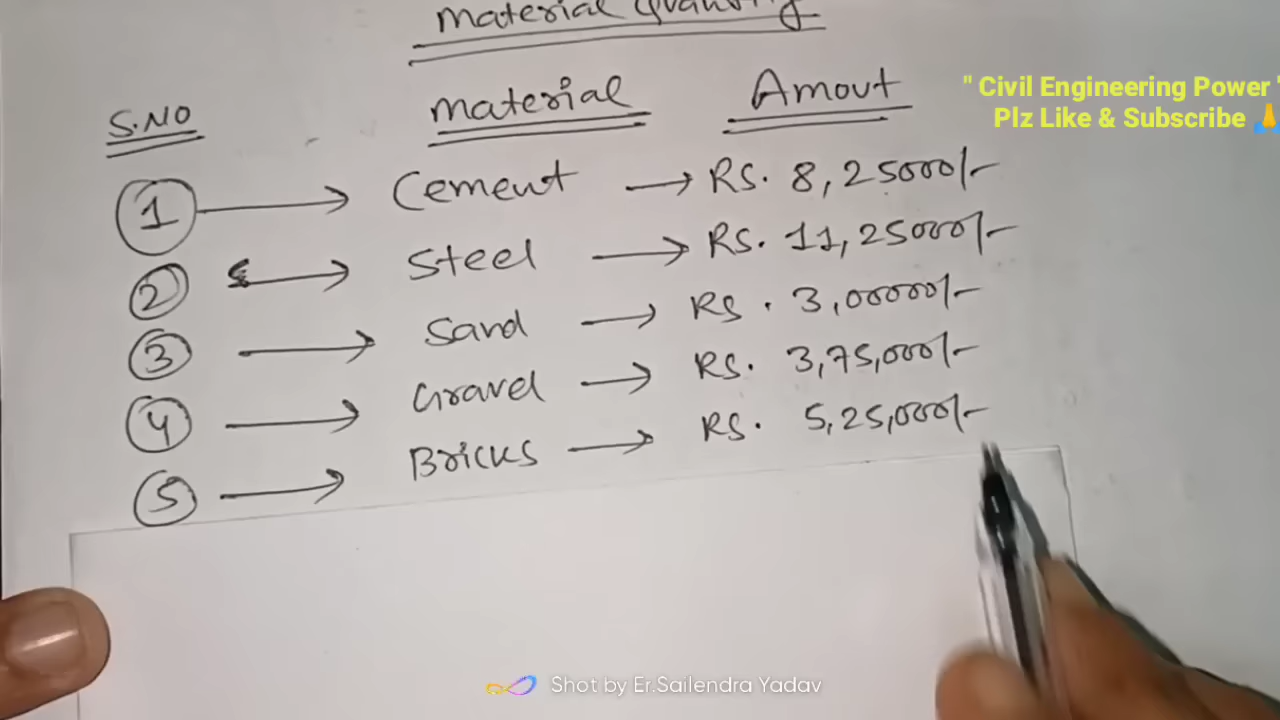 Material Quantity
S.NO Material Amout
" Civil Engineering Power "
Plz Like & Subscribe 🙏
1 → Cement → RS. 8,25000/-
2 → Steel → RS. 11,25000/-
3 → Sand → RS. 3,00000/-
4 → Gravel → RS. 3,75,000/-
5 → Bricks → RS. 5,25,000/-
Shot by Er.Sailendra Yadav